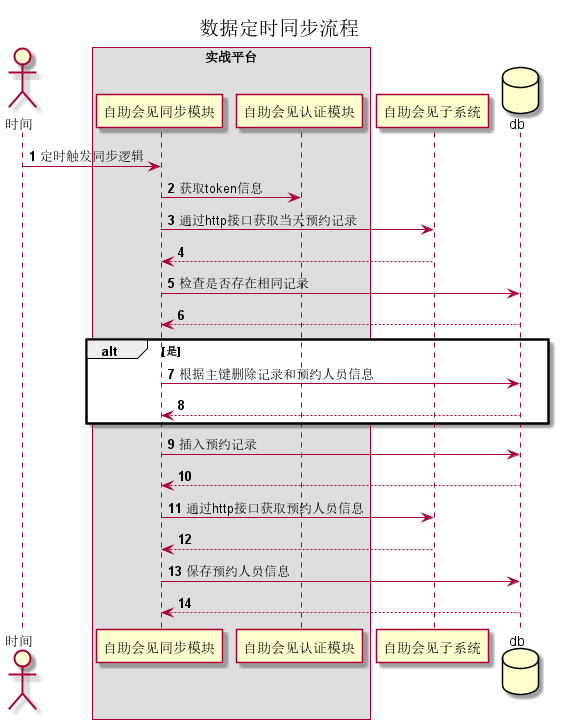 数据定时同步流程
实战平台
时间
自助会见同步模块
自助会见认证模块
自助会见子系统
db
1 定时触发同步逻辑
2 获取token信息
3 通过http接口获取当天预约记录
4
5 检查是否存在相同记录
6
alt [是]
7 根据主键删除记录和预约人员信息
8
9 插入预约记录
10
11 通过http接口获取预约人员信息
12
13 保存预约人员信息
14
时间
自助会见同步模块
自助会见认证模块
自助会见子系统
db